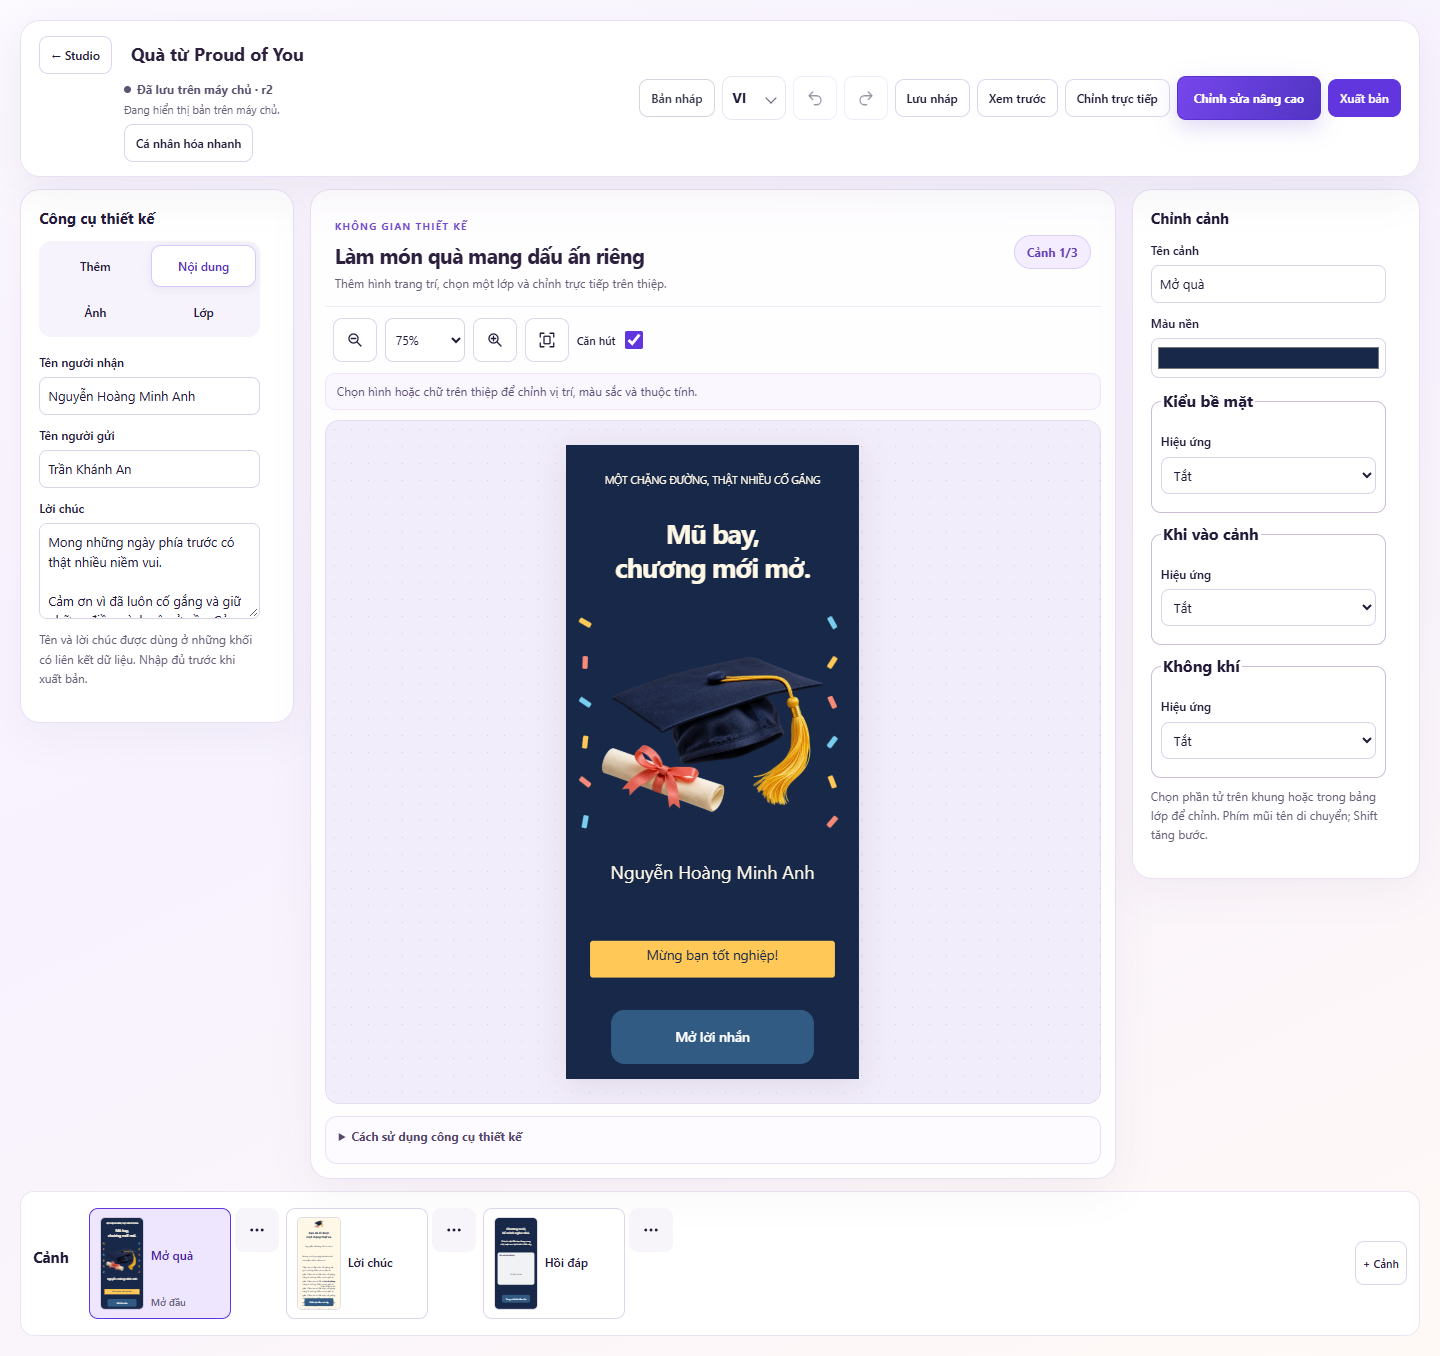 ← Studio
Quà từ Proud of You
Đã lưu trên máy chủ · r2
Đang hiển thị bản trên máy chủ.
Cá nhân hóa nhanh
Bản nháp
VI
Lưu nháp
Xem trước
Chỉnh trực tiếp
Chỉnh sửa nâng cao
Xuất bản
Công cụ thiết kế
Thêm
Nội dung
Ảnh
Lớp
Tên người nhận
Nguyễn Hoàng Minh Anh
Tên người gửi
Trần Khánh An
Lời chúc
Mong những ngày phía trước có
thật nhiều niềm vui.
Cảm ơn vì đã luôn cố gắng và giữ
Tên và lời chúc được dùng ở những khối
có liên kết dữ liệu. Nhập đủ trước khi
xuất bản.
KHÔNG GIAN THIẾT KẾ
Làm món quà mang dấu ấn riêng
Thêm hình trang trí, chọn một lớp và chỉnh trực tiếp trên thiệp.
Cảnh 1/3
75%
Căn hút
Chọn hình hoặc chữ trên thiệp để chỉnh vị trí, màu sắc và thuộc tính.
MỘT CHẶNG ĐƯỜNG, THẬT NHIỀU CỐ GẮNG
Mũ bay,
chương mới mở.
Nguyễn Hoàng Minh Anh
Mừng bạn tốt nghiệp!
Mở lời nhắn
Cách sử dụng công cụ thiết kế
Chỉnh cảnh
Tên cảnh
Mở quà
Màu nền
Kiểu bề mặt
Hiệu ứng
Tắt
Khi vào cảnh
Hiệu ứng
Tắt
Không khí
Hiệu ứng
Tắt
Chọn phần tử trên khung hoặc trong bảng
lớp để chỉnh. Phím mũi tên di chuyển; Shift
tăng bước.
Cảnh
Mũ bay,
chương mới mở.
Mở quà
Mở đầu
Lời chúc
Hồi đáp
+ Cảnh